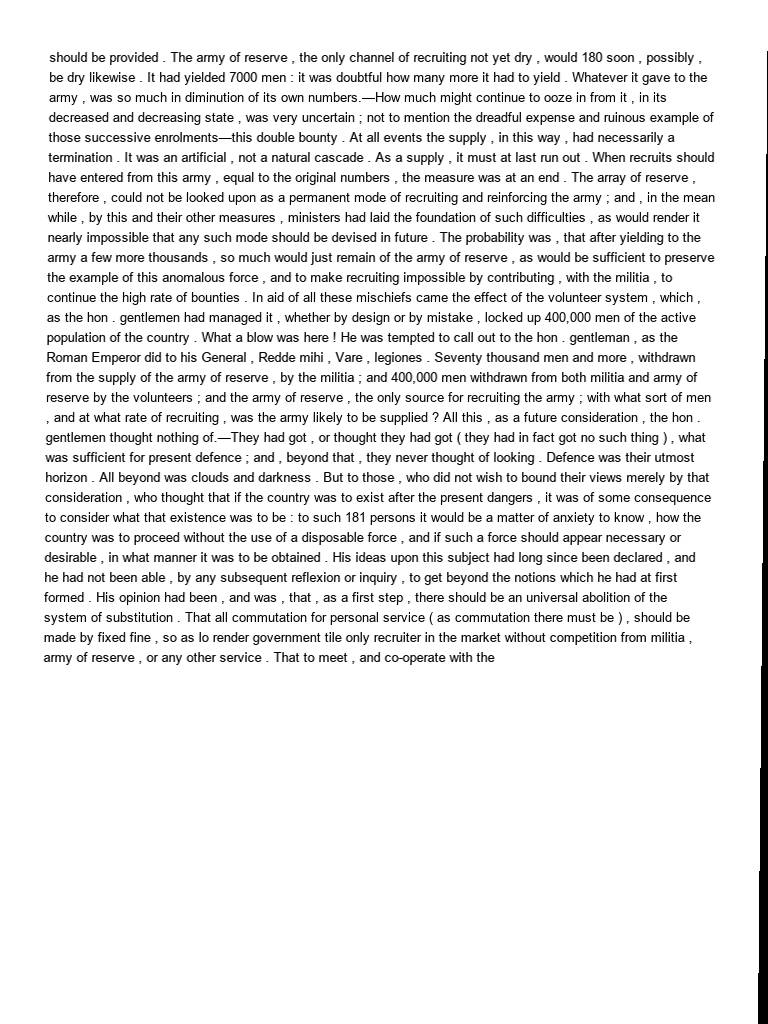 should be provided . The army of reserve , the only channel of recruiting not yet dry , would 180 soon , possibly ,
be dry likewise . It had yielded 7000 men : it was doubtful how many more it had to yield . Whatever it gave to the
army , was so much in diminution of its own numbers.—How much might continue to ooze in from it , in its
decreased and decreasing state , was very uncertain ; not to mention the dreadful expense and ruinous example of
those successive enrolments—this double bounty . At all events the supply , in this way , had necessarily a
termination . It was an artificial , not a natural cascade . As a supply , it must at last run out . When recruits should
have entered from this army , equal to the original numbers , the measure was at an end . The array of reserve ,
therefore , could not be looked upon as a permanent mode of recruiting and reinforcing the army ; and , in the mean
while , by this and their other measures , ministers had laid the foundation of such difficulties , as would render it
nearly impossible that any such mode should be devised in future . The probability was , that after yielding to the
army a few more thousands , so much would just remain of the army of reserve , as would be sufficient to preserve
the example of this anomalous force , and to make recruiting impossible by contributing , with the militia , to
continue the high rate of bounties . In aid of all these mischiefs came the effect of the volunteer system , which ,
as the hon . gentlemen had managed it , whether by design or by mistake , locked up 400,000 men of the active
population of the country . What a blow was here ! He was tempted to call out to the hon . gentleman , as the
Roman Emperor did to his General , Redde mihi , Vare , legiones . Seventy thousand men and more , withdrawn
from the supply of the army of reserve , by the militia ; and 400,000 men withdrawn from both militia and army of
reserve by the volunteers ; and the army of reserve , the only source for recruiting the army ; with what sort of men
, and at what rate of recruiting , was the army likely to be supplied ? All this , as a future consideration , the hon .
gentlemen thought nothing of.—They had got , or thought they had got ( they had in fact got no such thing ) , what
was sufficient for present defence ; and , beyond that , they never thought of looking . Defence was their utmost
horizon . All beyond was clouds and darkness . But to those , who did not wish to bound their views merely by that
consideration , who thought that if the country was to exist after the present dangers , it was of some consequence
to consider what that existence was to be : to such 181 persons it would be a matter of anxiety to know , how the
country was to proceed without the use of a disposable force , and if such a force should appear necessary or
desirable , in what manner it was to be obtained . His ideas upon this subject had long since been declared , and
he had not been able , by any subsequent reflexion or inquiry , to get beyond the notions which he had at first
formed . His opinion had been , and was , that , as a first step , there should be an universal abolition of the
system of substitution . That all commutation for personal service ( as commutation there must be ) , should be
made by fixed fine , so as lo render government tile only recruiter in the market without competition from militia ,
army of reserve , or any other service . That to meet , and co-operate with the